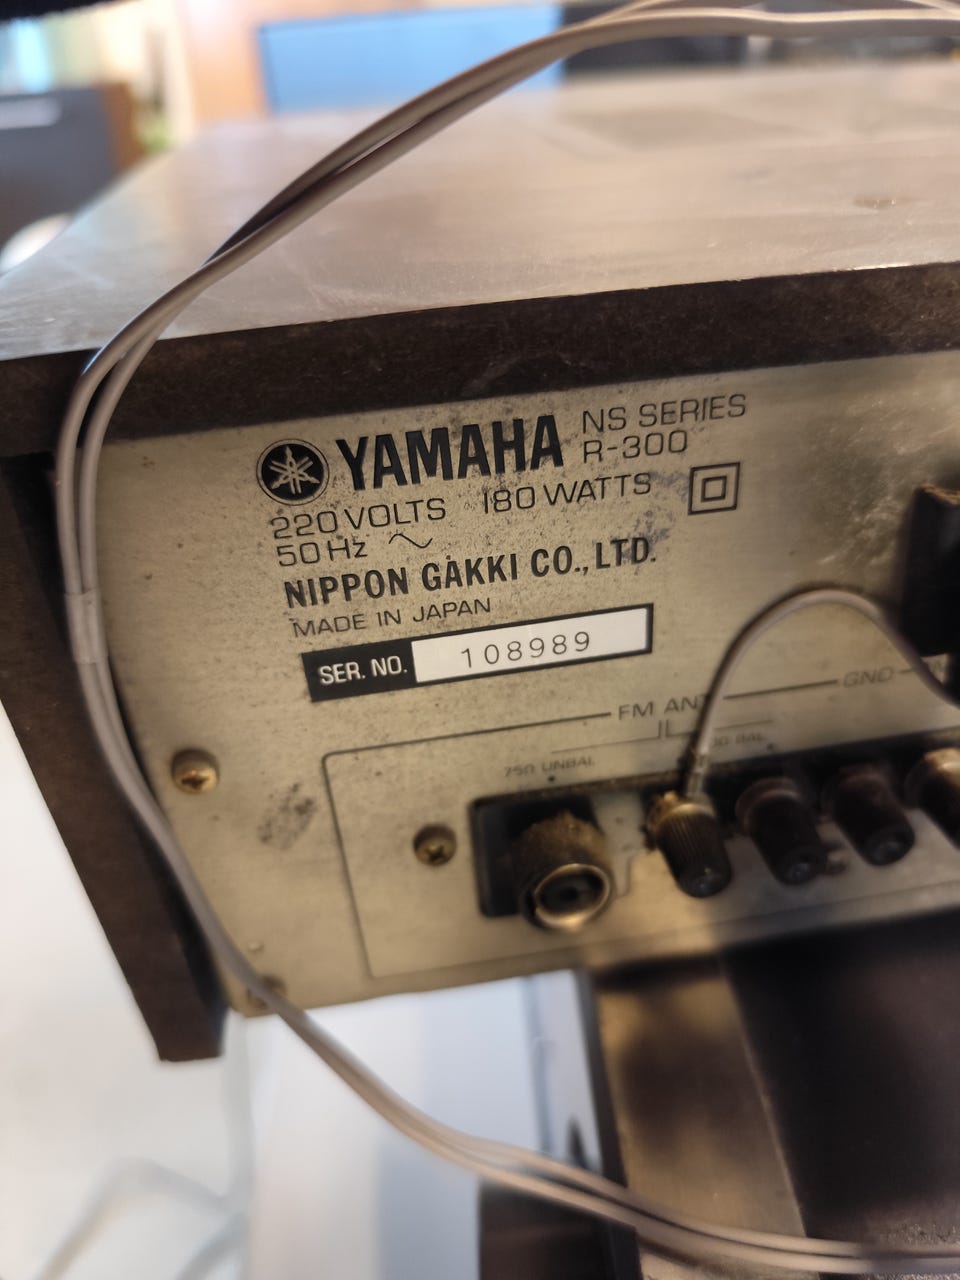 YAMAHA NS SERIES
R-300
220 VOLTS 180 WATTS
50 Hz
NIPPON GAKKI CO., LTD.
MADE IN JAPAN
SER. NO. 108989
FM ANT
GND
75Ω UNBAL
BAL.